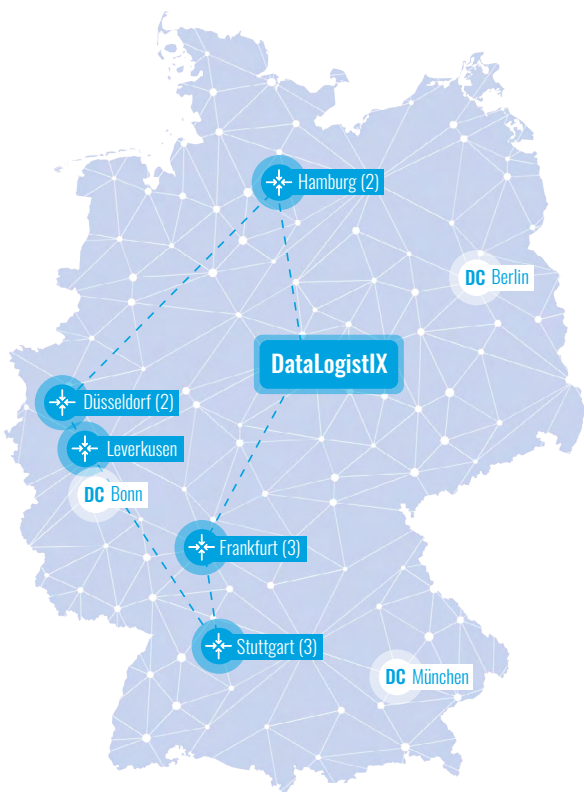 Hamburg (2)
DC Berlin
DataLogistIX
Düsseldorf (2)
Leverkusen
DC Bonn
Frankfurt (3)
Stuttgart (3)
DC München